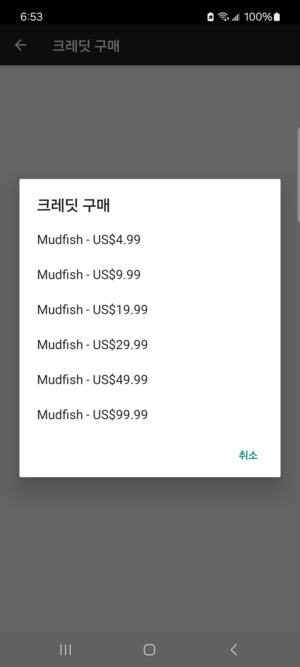 6:53
100%
크레딧 구매
크레딧 구매
Mudfish - US$4.99
Mudfish - US$9.99
Mudfish - US$19.99
Mudfish - US$29.99
Mudfish - US$49.99
Mudfish - US$99.99
취소